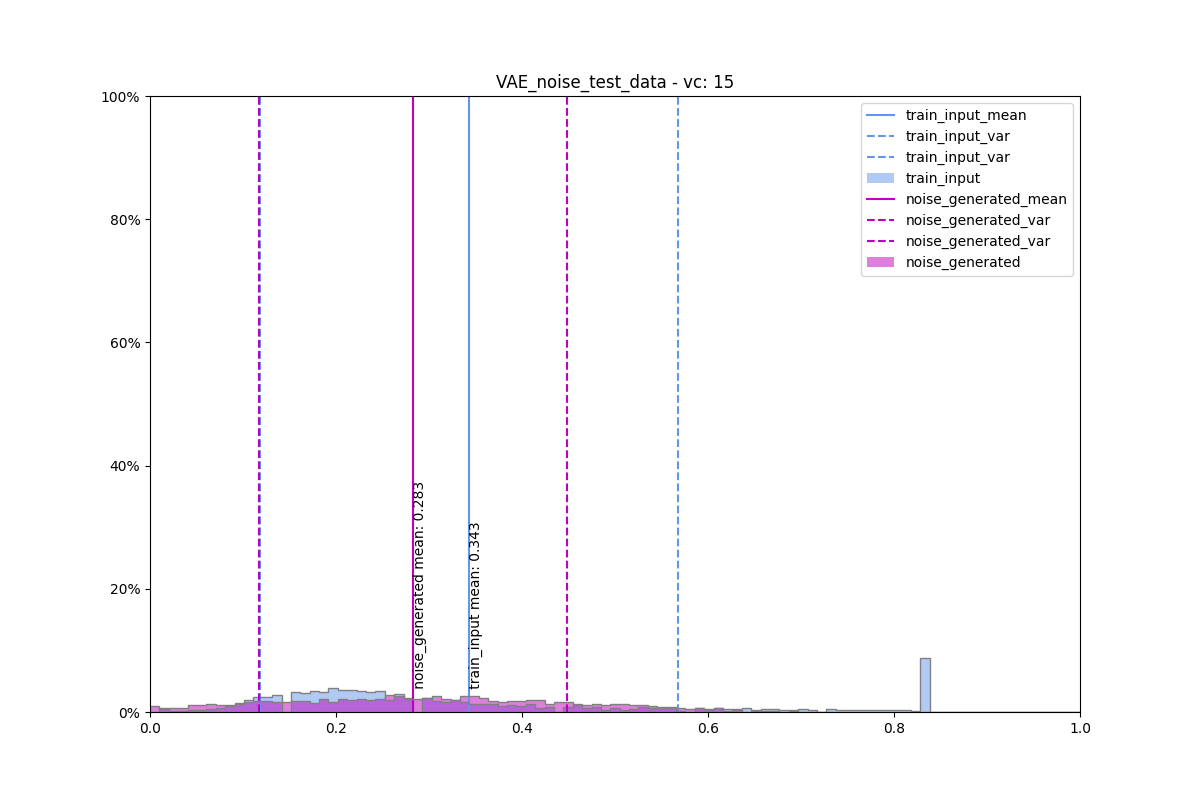 VAE_noise_test_data - vc: 15
100%
80%
60%
40%
20%
0%
0.0
0.2
0.4
0.6
0.8
1.0
noise_generated mean: 0.283
train_input mean: 0.343
train_input_mean
train_input_var
train_input_var
train_input
noise_generated_mean
noise_generated_var
noise_generated_var
noise_generated